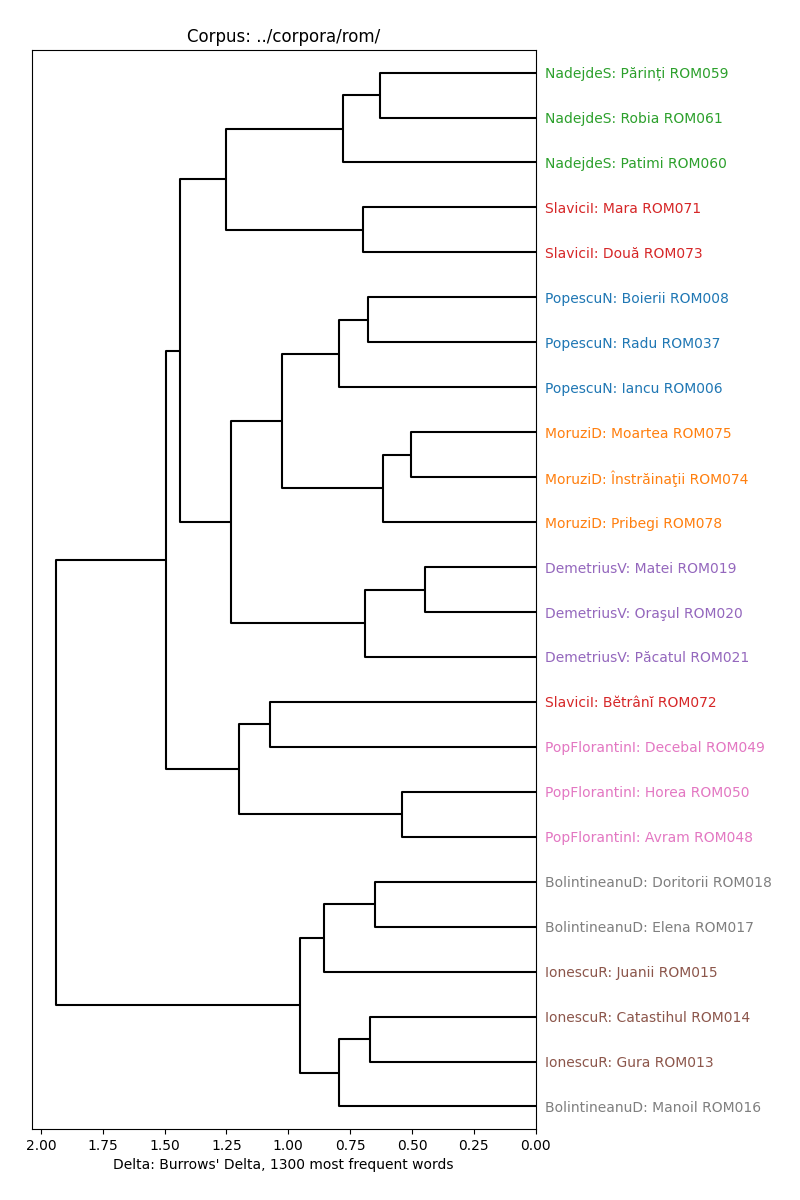 Corpus: ../corpora/rom/
NadejdeS: Părinți ROM059
NadejdeS: Robia ROM061
NadejdeS: Patimi ROM060
SlaviciI: Mara ROM071
SlaviciI: Două ROM073
PopescuN: Boierii ROM008
PopescuN: Radu ROM037
PopescuN: Iancu ROM006
MoruziD: Moartea ROM075
MoruziD: Înstrăinaţii ROM074
MoruziD: Pribegi ROM078
DemetriusV: Matei ROM019
DemetriusV: Oraşul ROM020
DemetriusV: Păcatul ROM021
SlaviciI: Bĕtrânĭ ROM072
PopFlorantinI: Decebal ROM049
PopFlorantinI: Horea ROM050
PopFlorantinI: Avram ROM048
BolintineanuD: Doritorii ROM018
BolintineanuD: Elena ROM017
IonescuR: Juanii ROM015
IonescuR: Catastihul ROM014
IonescuR: Gura ROM013
BolintineanuD: Manoil ROM016
2.00 1.75 1.50 1.25 1.00 0.75 0.50 0.25 0.00
Delta: Burrows' Delta, 1300 most frequent words